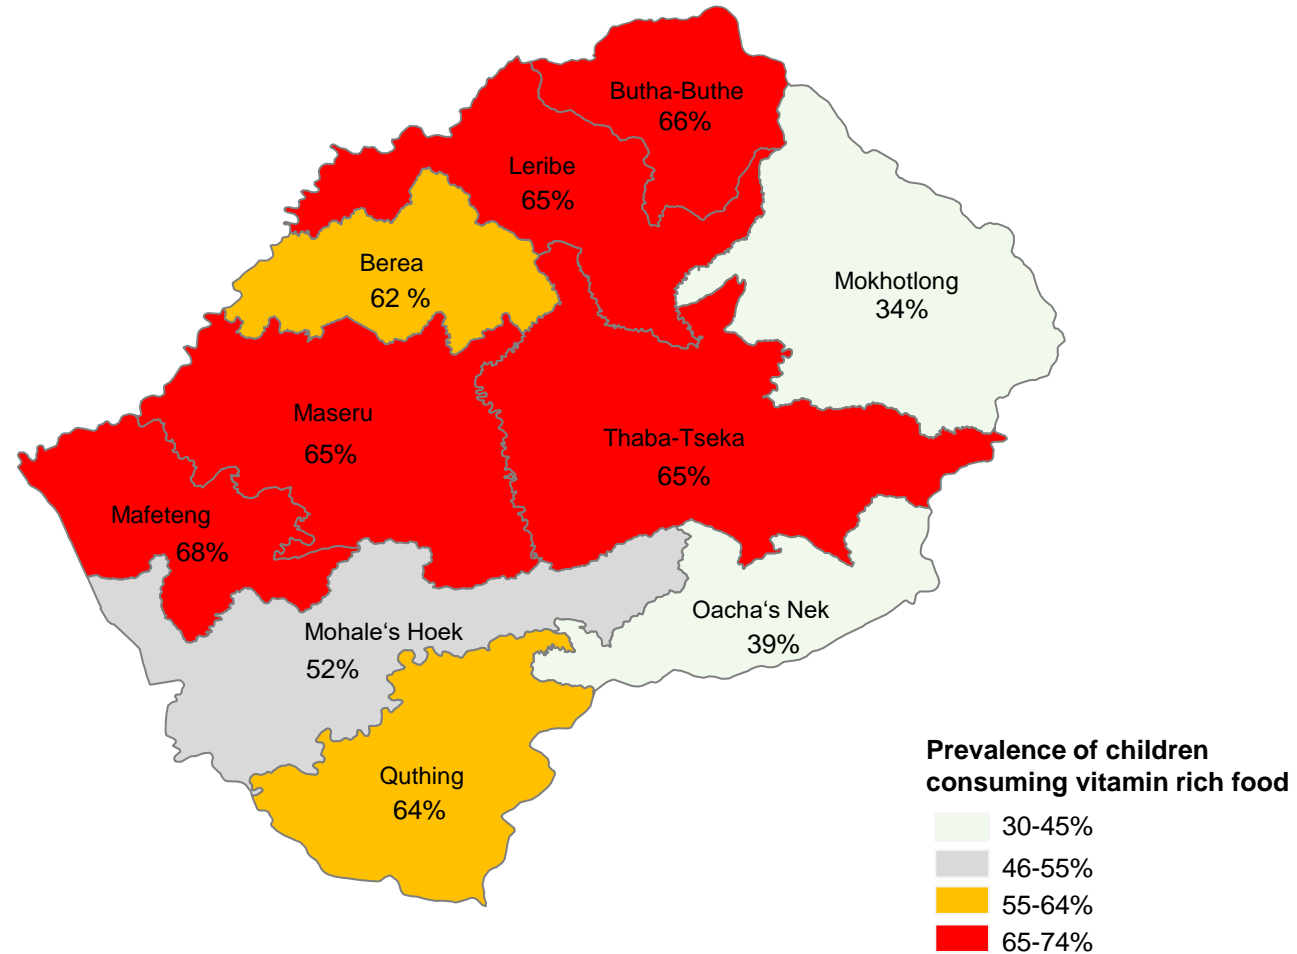 Butha-Buthe
66%
Leribe
65%
Berea
62 %
Mokhotlong
34%
Maseru
65%
Thaba-Tseka
65%
Mafeteng
68%
Oacha‘s Nek
39%
Mohale‘s Hoek
52%
Quthing
64%
Prevalence of children
consuming vitamin rich food
30-45%
46-55%
55-64%
65-74%